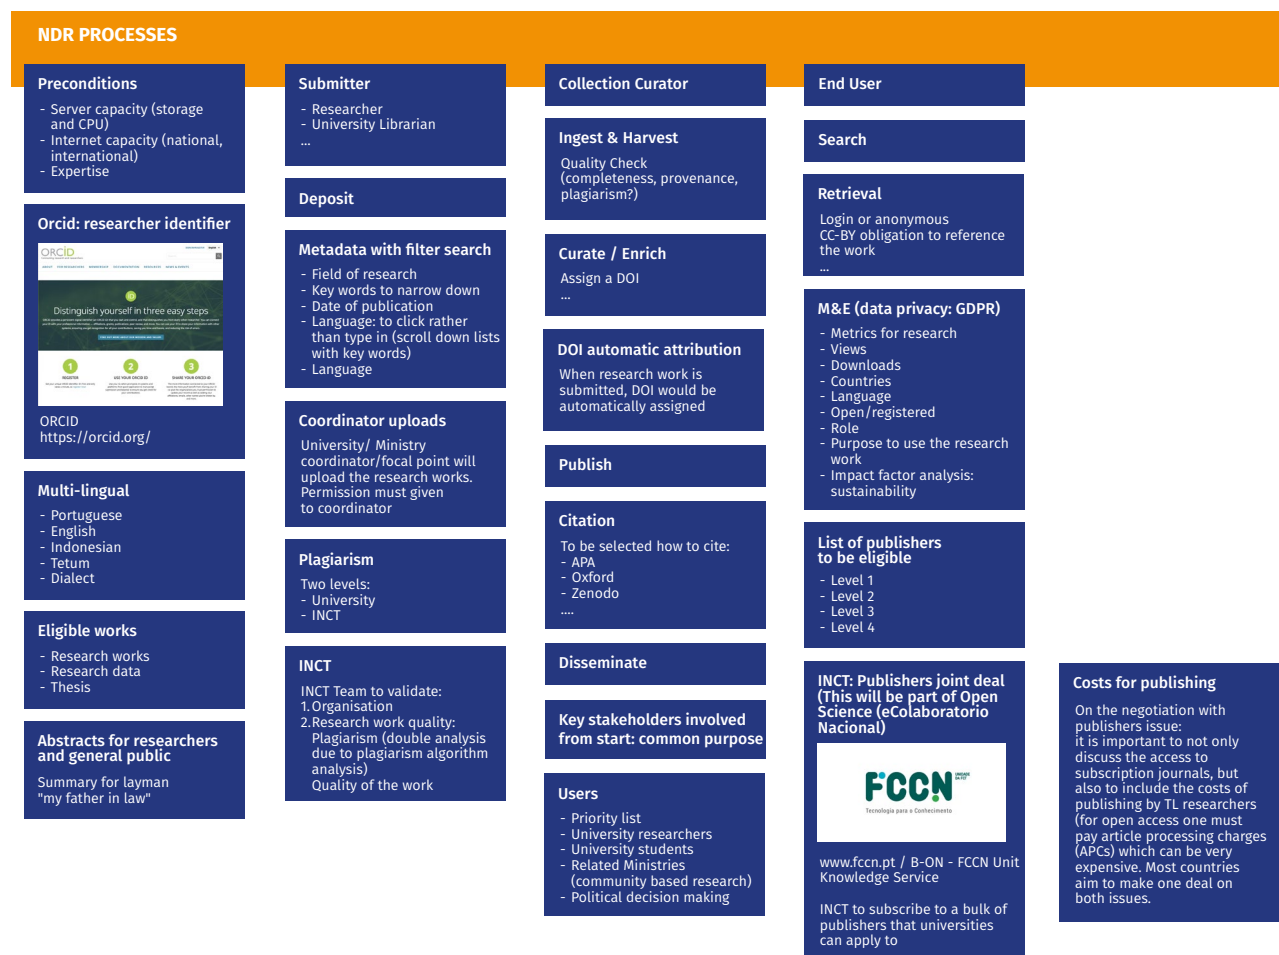 NDR PROCESSES
Preconditions
- Server capacity (storage
and CPU)
- Internet capacity (national,
international)
- Expertise
Orcid: researcher identifier
ORCID
Distinguish yourself in three easy steps
1
2
3
REGISTER
USE YOUR ORCID ID
SHARE YOUR ORCID ID
ORCID
https://orcid.org/
Multi-lingual
- Portuguese
- English
- Indonesian
- Tetum
- Dialect
Eligible works
- Research works
- Research data
- Thesis
Abstracts for researchers
and general public
Summary for layman
"my father in law"
Submitter
- Researcher
- University Librarian
...
Deposit
Metadata with filter search
- Field of research
- Key words to narrow down
- Date of publication
- Language: to click rather
than type in (scroll down lists
with key words)
- Language
Coordinator uploads
University/ Ministry
coordinator/focal point will
upload the research works.
Permission must given
to coordinator
Plagiarism
Two levels:
- University
- INCT
INCT
INCT Team to validate:
1. Organisation
2. Research work quality:
Plagiarism (double analysis
due to plagiarism algorithm
analysis)
Quality of the work
Collection Curator
Ingest & Harvest
Quality Check
(completeness, provenance,
plagiarism?)
Curate / Enrich
Assign a DOI
...
DOI automatic attribution
When research work is
submitted, DOI would be
automatically assigned
Publish
Citation
To be selected how to cite:
- APA
- Oxford
- Zenodo
....
Disseminate
Key stakeholders involved
from start: common purpose
Users
- Priority list
- University researchers
- University students
- Related Ministries
(community based research)
- Political decision making
End User
Search
Retrieval
Login or anonymous
CC-BY obligation to reference
the work
...
M&E (data privacy: GDPR)
- Metrics for research
- Views
- Downloads
- Countries
- Language
- Open/registered
- Role
- Purpose to use the research
work
- Impact factor analysis:
sustainability
List of publishers
to be eligible
- Level 1
- Level 2
- Level 3
- Level 4
INCT: Publishers joint deal
(This will be part of Open
Science (eColaboratorio
Nacional)
FCCN
UNIDADE
DA FCT
Tecnologia para o Conhecimento
www.fccn.pt / B-ON - FCCN Unit
Knowledge Service
INCT to subscribe to a bulk of
publishers that universities
can apply to
Costs for publishing
On the negotiation with
publishers issue:
it is important to not only
discuss the access to
subscription journals, but
also to include the costs of
publishing by TL researchers
(for open access one must
pay article processing charges
(APCs) which can be very
expensive. Most countries
aim to make one deal on
both issues.